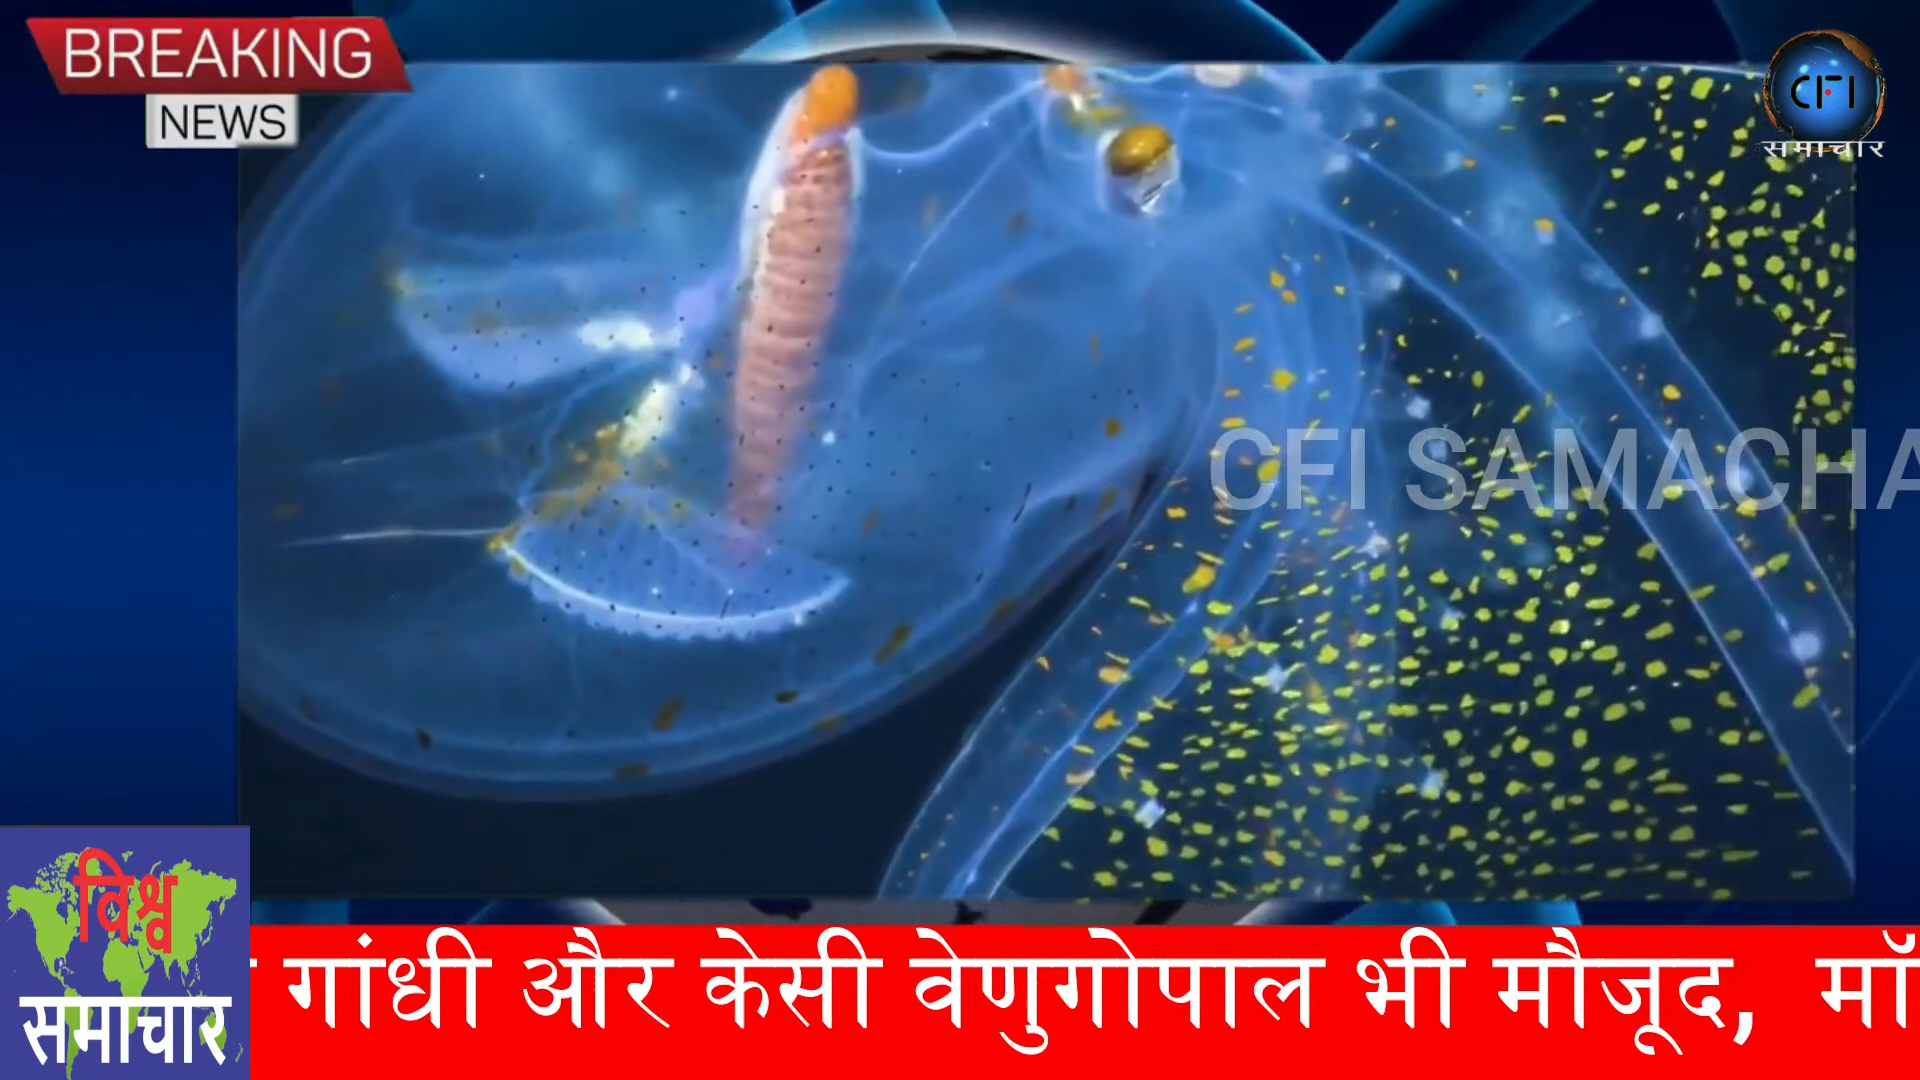 BREAKING
NEWS
CFI
समाचार
CFI SAMACHA
विश्व
समाचार
गांधी और केसी वेणुगोपाल भी मौजूद,